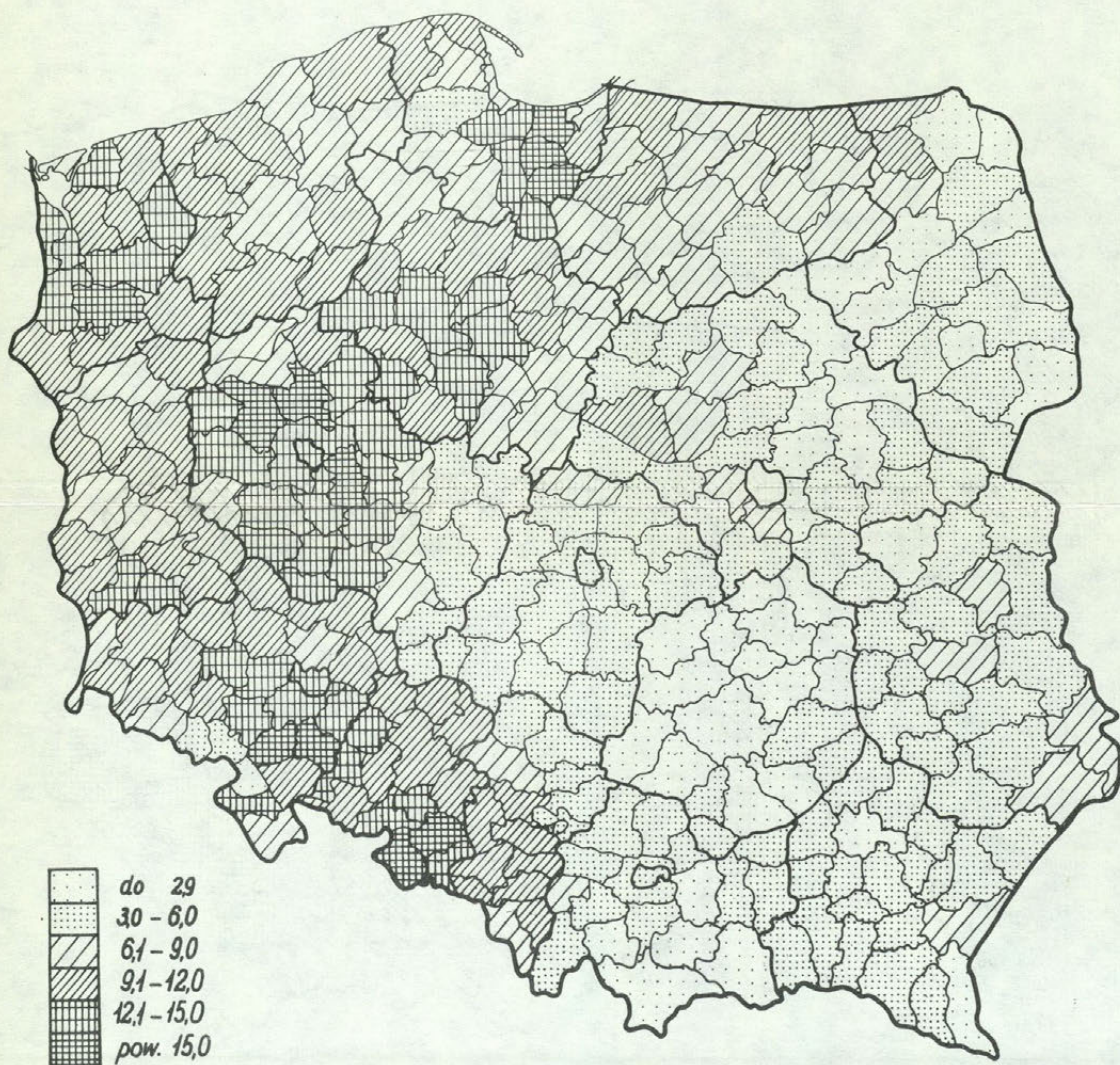 do 2,9
3,0 – 6,0
6,1 – 9,0
9,1 – 12,0
12,1 – 15,0
pow. 15,0